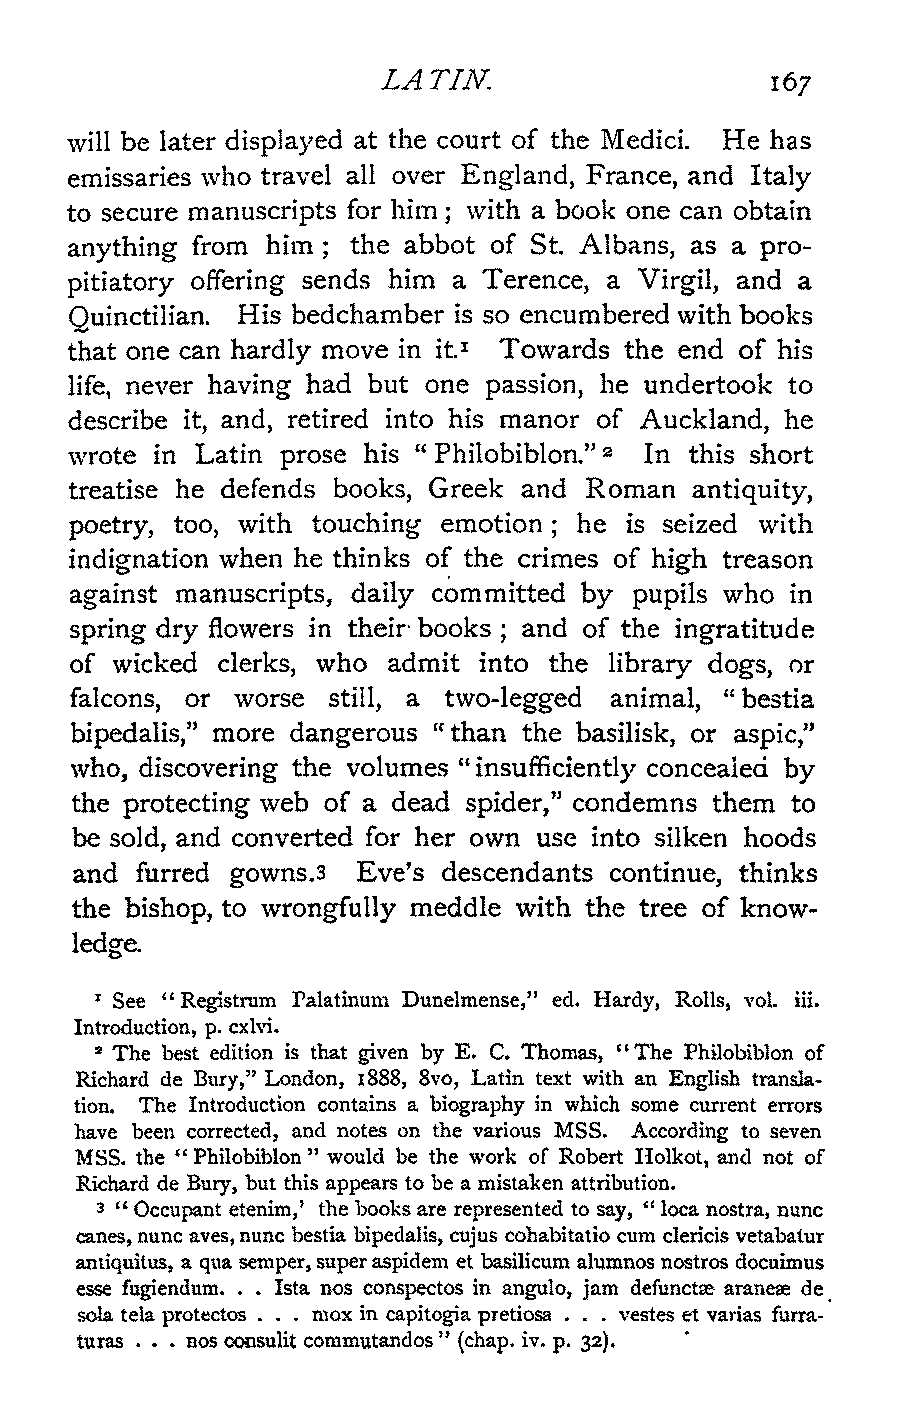 LATIN. 167
will be later displayed at the court of the Medici. He has
emissaries who travel all over England, France, and Italy
to secure manuscripts for him; with a book one can obtain
anything from him; the abbot of St. Albans, as a pro-
pitiatory offering sends him a Terence, a Virgil, and a
Quinctilian. His bedchamber is so encumbered with books
that one can hardly move in it.¹ Towards the end of his
life, never having had but one passion, he undertook to
describe it, and, retired into his manor of Auckland, he
wrote in Latin prose his "Philobiblon."² In this short
treatise he defends books, Greek and Roman antiquity,
poetry, too, with touching emotion; he is seized with
indignation when he thinks of the crimes of high treason
against manuscripts, daily committed by pupils who in
spring dry flowers in their books; and of the ingratitude
of wicked clerks, who admit into the library dogs, or
falcons, or worse still, a two-legged animal, "bestia
bipedalis," more dangerous "than the basilisk, or aspic,"
who, discovering the volumes "insufficiently concealed by
the protecting web of a dead spider," condemns them to
be sold, and converted for her own use into silken hoods
and furred gowns.³ Eve's descendants continue, thinks
the bishop, to wrongfully meddle with the tree of know-
ledge.
¹ See "Registrum Palatinum Dunelmense," ed. Hardy, Rolls, vol. iii.
Introduction, p. cxlvi.
² The best edition is that given by E. C. Thomas, "The Philobiblon of
Richard de Bury," London, 1888, 8vo, Latin text with an English transla-
tion. The Introduction contains a biography in which some current errors
have been corrected, and notes on the various MSS. According to seven
MSS. the "Philobiblon" would be the work of Robert Holkot, and not of
Richard de Bury, but this appears to be a mistaken attribution.
³ "Occupant etenim,' the books are represented to say, "loca nostra, nunc
canes, nunc aves, nunc bestia bipedalis, cujus cohabitatio cum clericis vetabatur
antiquitus, a qua semper, super aspidem et basilicum alumnos nostros docuimus
esse fugiendum. . . Ista nos conspectos in angulo, jam defunctæ araneæ de
sola tela protectos . . . mox in capitogia pretiosa . . . vestes et varias furra-
turas . . . nos consulit commutandos" (chap. iv. p. 32).